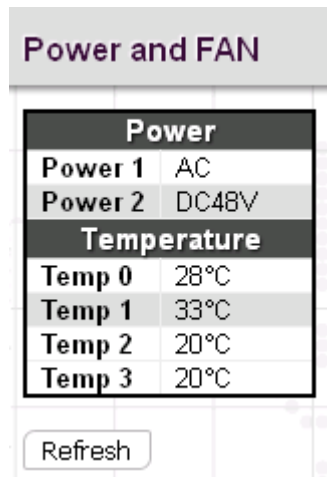 Power and FAN
Power
Power 1 AC
Power 2 DC48V
Temperature
Temp 0 28°C
Temp 1 33°C
Temp 2 20°C
Temp 3 20°C
Refresh